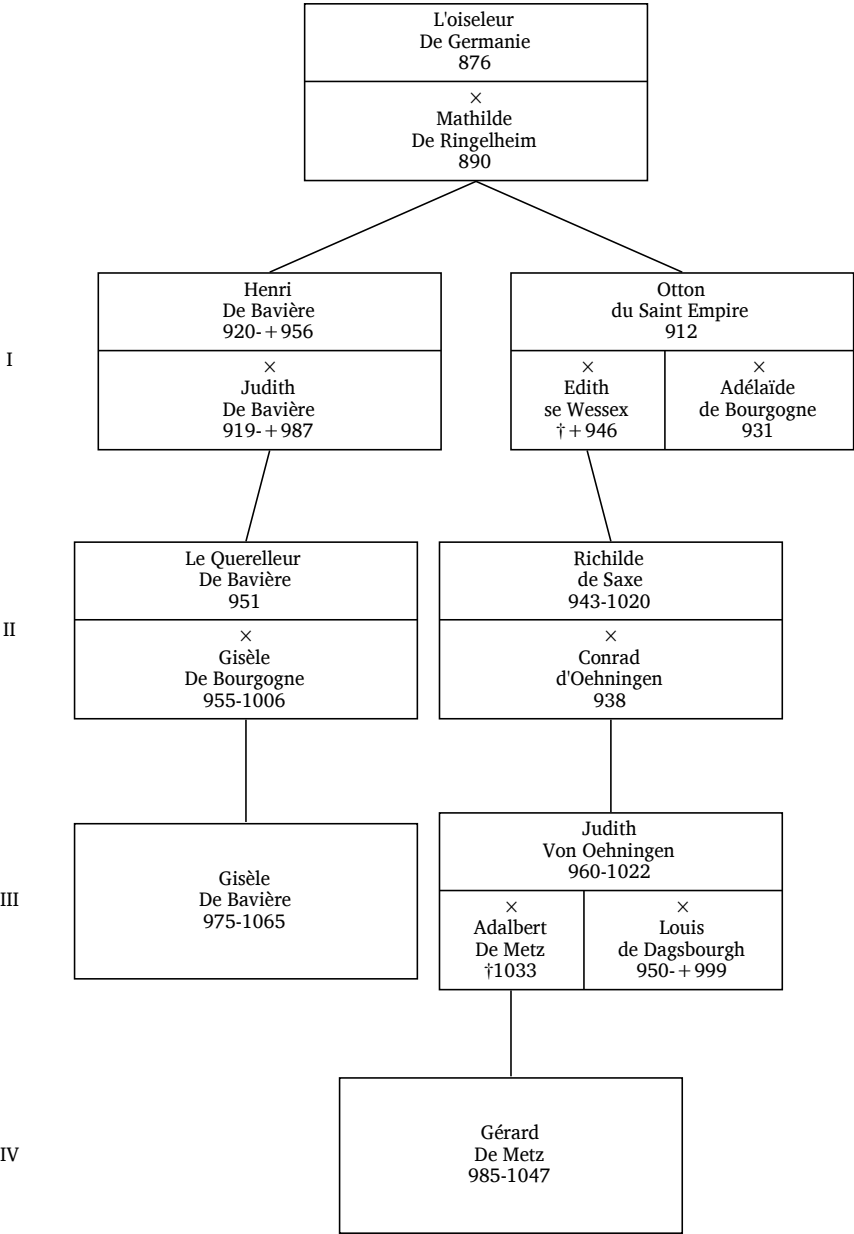 L'oiseleur
De Germanie
876
×
Mathilde
De Ringelheim
890
I
Henri
De Bavière
920-+956
×
Judith
De Bavière
919-+987
Otton
du Saint Empire
912
×
Edith
se Wessex
†+946
×
Adélaïde
de Bourgogne
931
II
Le Querelleur
De Bavière
951
×
Gisèle
De Bourgogne
955-1006
Richilde
de Saxe
943-1020
×
Conrad
d'Oehningen
938
III
Gisèle
De Bavière
975-1065
Judith
Von Oehningen
960-1022
×
Adalbert
De Metz
†1033
×
Louis
de Dagsbourgh
950-+999
IV
Gérard
De Metz
985-1047